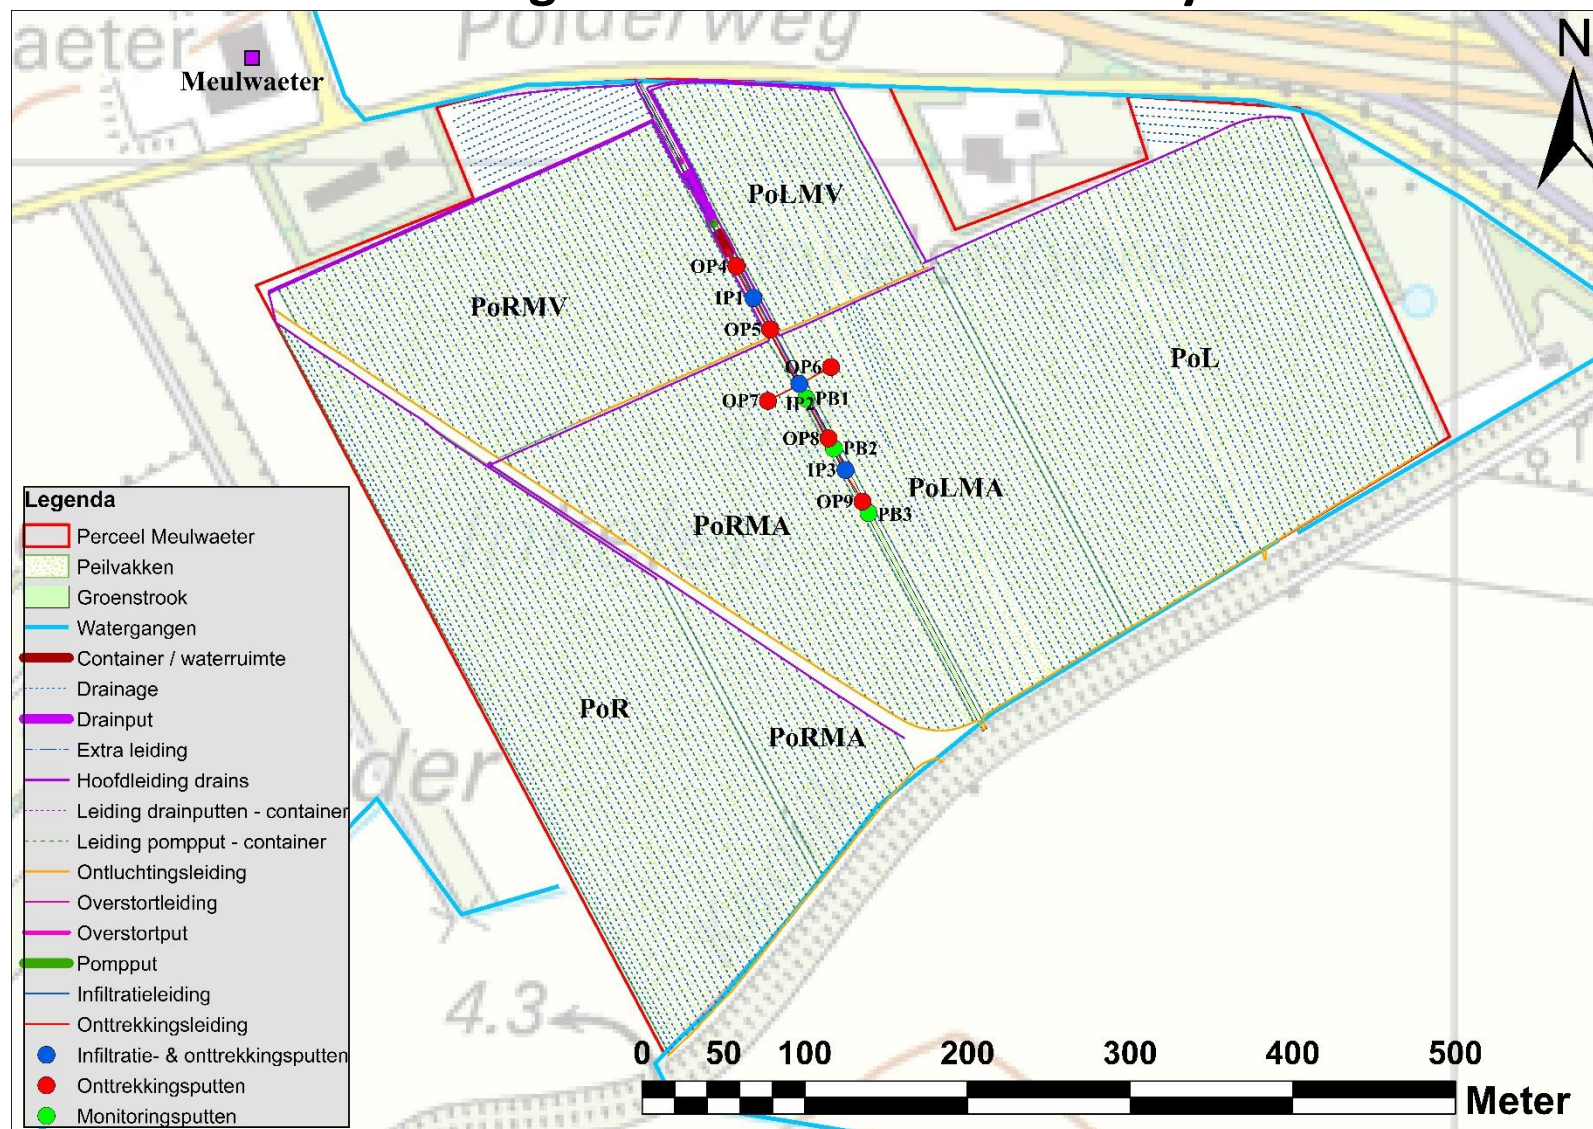 aeter
Polderweg
N
Meulwaeter
PoLMV
OP4
IP1
PoRMV
OP5
PoL
OP6
OP7
IP2
PB1
OP8
PB2
IP3
PoLMA
OP9
PB3
PoRMA
PoR
PoRMA
der
4.3
Legenda
Perceel Meulwaeter
Peilvakken
Groenstrook
Watergangen
Container / waterruimte
Drainage
Drainput
Extra leiding
Hoofdleiding drains
Leiding drainputten - container
Leiding pompput - container
Ontluchtingsleiding
Overstortleiding
Overstortput
Pompput
Infiltratieleiding
Onttrekkingsleiding
Infiltratie- & onttrekkingsputten
Onttrekkingsputten
Monitoringsputten
0 50 100 200 300 400 500
Meter